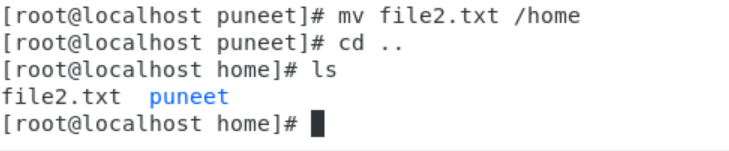 [root@localhost puneet]# mv file2.txt /home
[root@localhost puneet]# cd ..
[root@localhost home]# ls
file2.txt  puneet
[root@localhost home]#